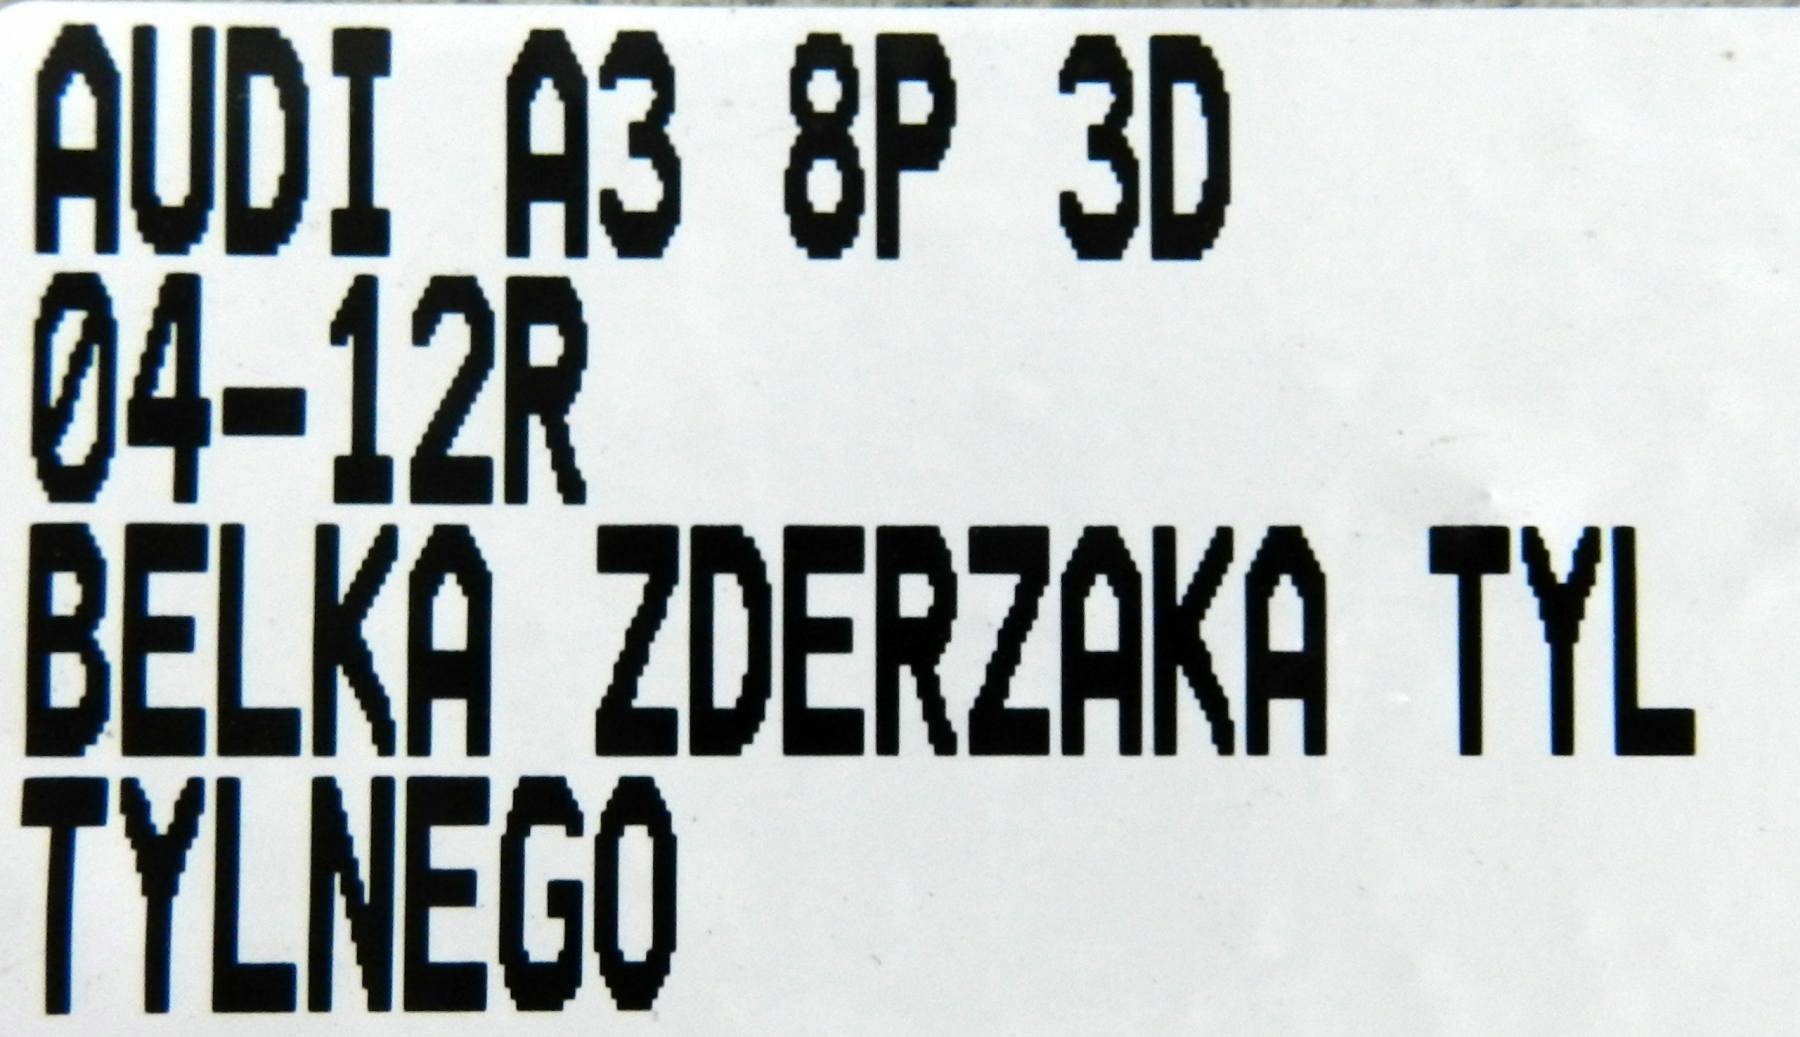 AUDI A3 8P 3D
04-12R
BELKA ZDERZAKA TYL
TYLNEGO